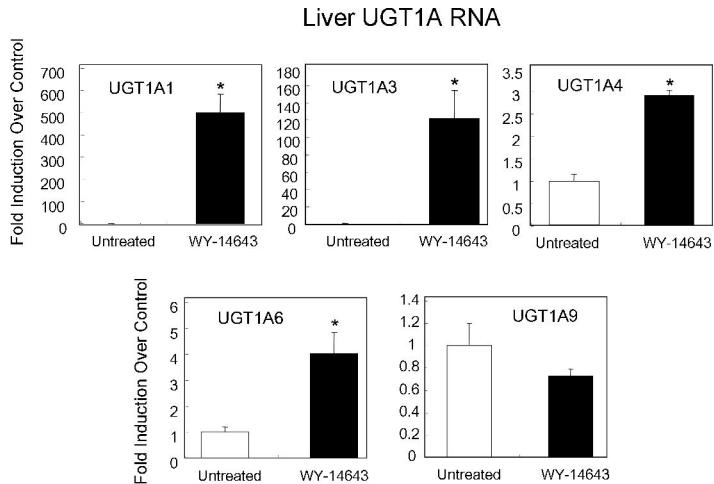 Liver UGT1A RNA
Fold Induction Over Control
700
600
500
400
300
200
100
0
UGT1A1
*
Untreated
WY-14643
120
140
120
100
80
60
40
20
0
UGT1A3
*
Untreated
WY-14643
3.5
3
2.5
2
1.5
1
0.5
0
UGT1A4
*
Untreated
WY-14643
Fold Induction Over Control
6
5
4
3
2
1
0
UGT1A6
*
Untreated
WY-14643
1.4
1.2
1
0.8
0.6
0.4
0.2
0
UGT1A9
Untreated
WY-14643